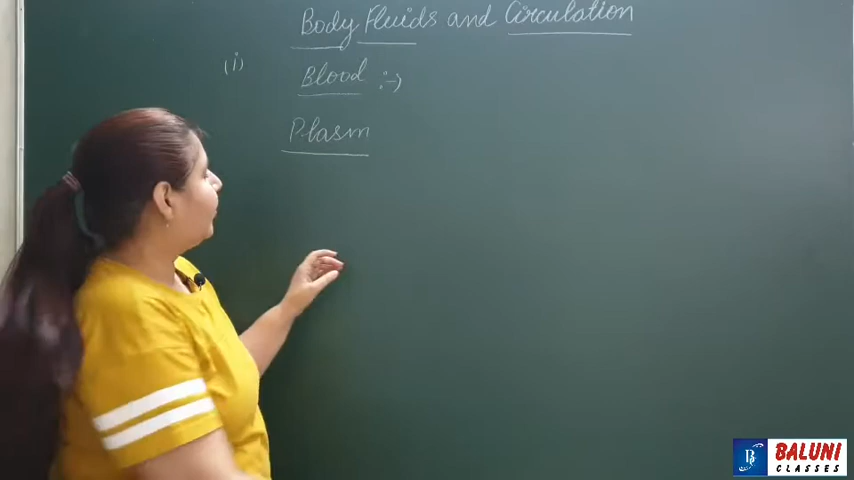 Body Fluids and Circulation
(i) Blood :->
Plasm
BALUNI
CLASSES